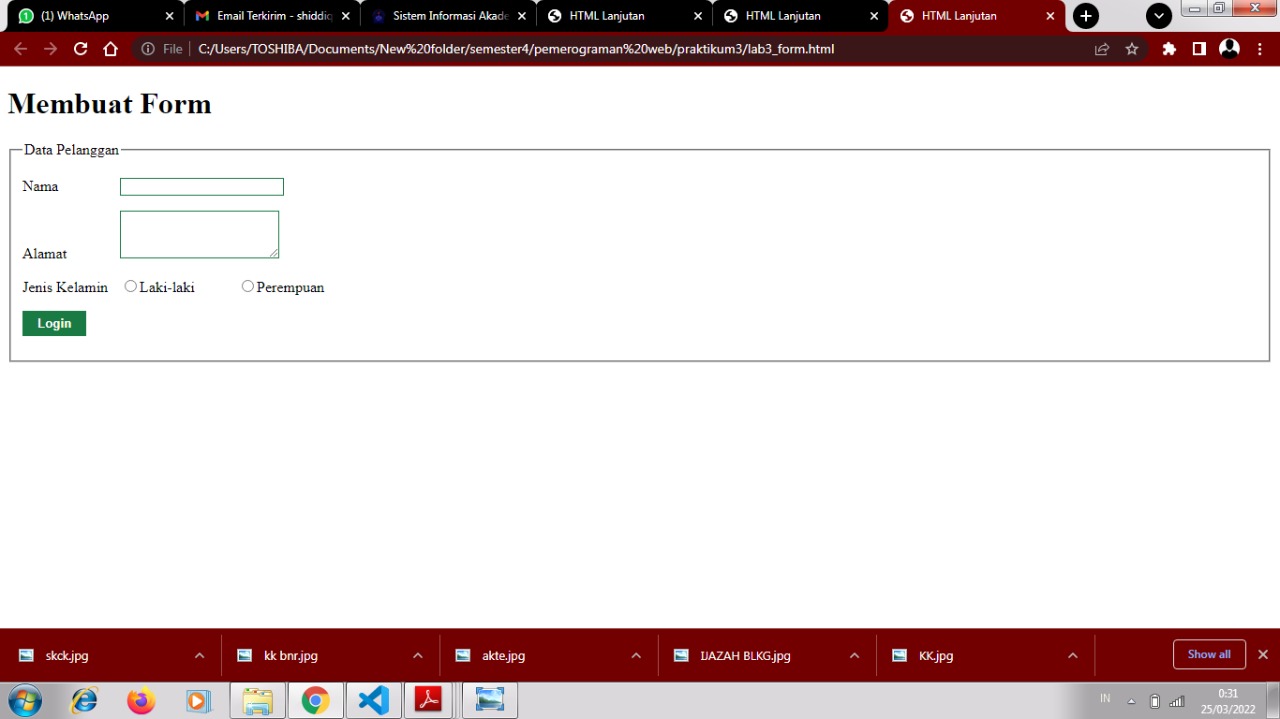 (1) WhatsApp
Email Terkirim - shiddiq
Sistem Informasi Akade
HTML Lanjutan
HTML Lanjutan
HTML Lanjutan
File C:/Users/TOSHIBA/Documents/New%20folder/semester4/pemerograman%20web/praktikum3/lab3_form.html
Membuat Form
Data Pelanggan
Nama
Alamat
Jenis Kelamin Laki-laki Perempuan
Login
skck.jpg
kk bnr.jpg
akte.jpg
IJAZAH BLKG.jpg
KK.jpg
Show all
IN
0:31
25/03/2022